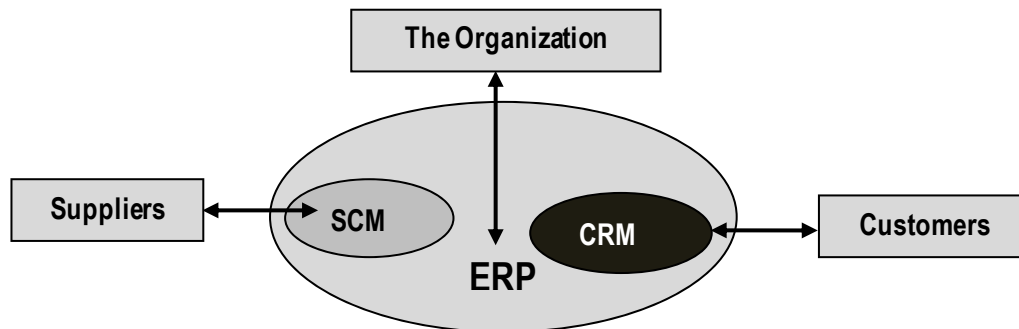 The Organization
Suppliers
SCM
CRM
Customers
ERP